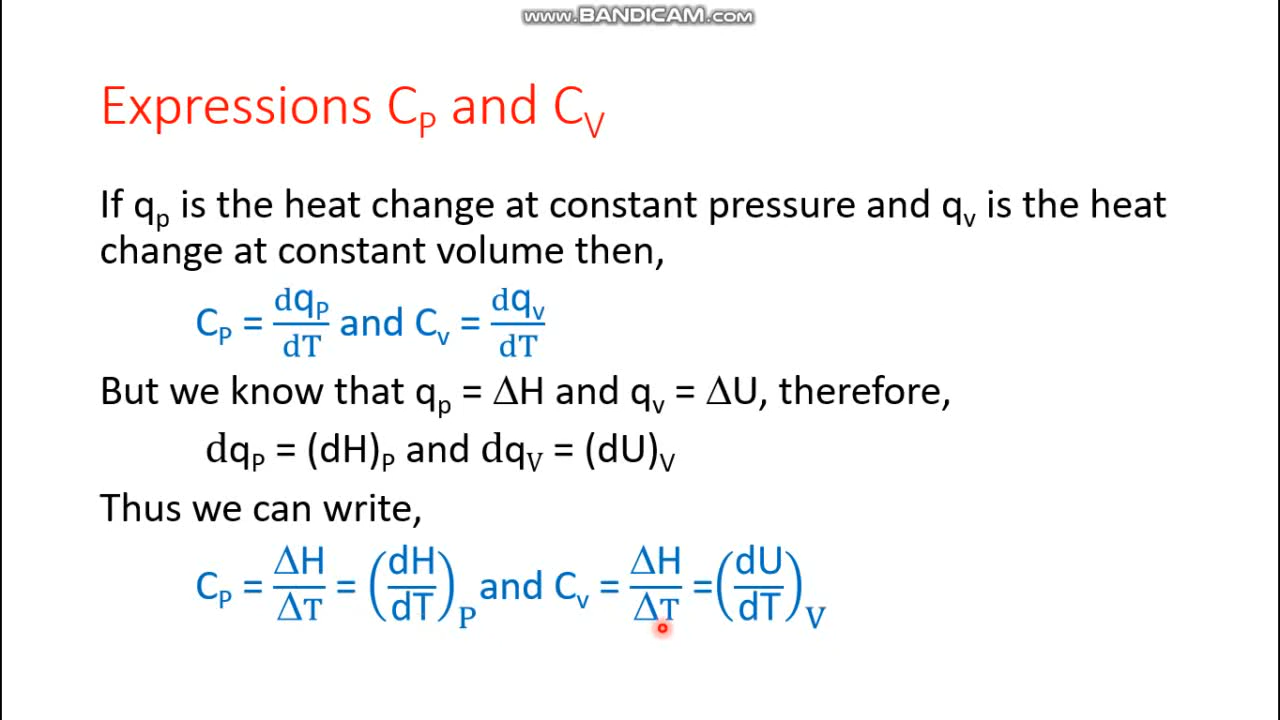 www.BANDICAM.com
Expressions C_P and C_V
If q_p is the heat change at constant pressure and q_v is the heat
change at constant volume then,
C_P = dq_P/dT and C_v = dq_v/dT
But we know that q_p = ΔH and q_v = ΔU, therefore,
dq_P = (dH)_P and dq_V = (dU)_V
Thus we can write,
C_P = ΔH/ΔT = (dH/dT)_P and C_v = ΔH/ΔT = (dU/dT)_V